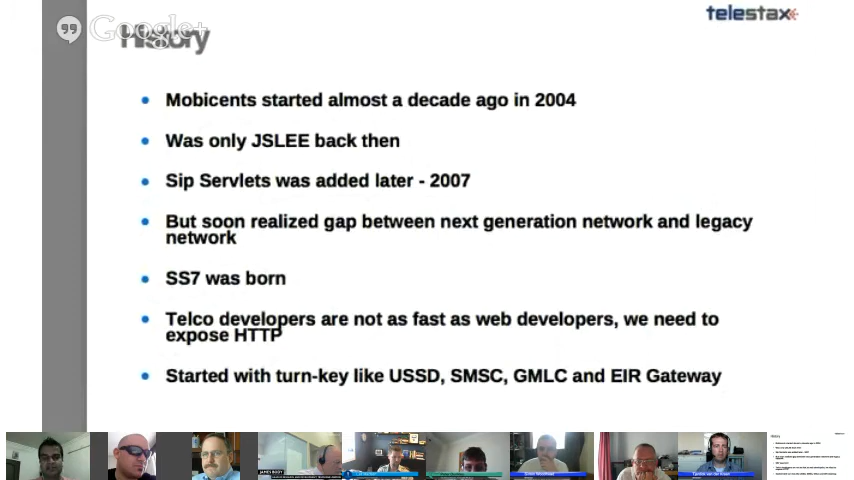 telestax
Google+
History
Mobicents started almost a decade ago in 2004
Was only JSLEE back then
Sip Servlets was added later - 2007
But soon realized gap between next generation network and legacy
network
SS7 was born
Telco developers are not as fast as web developers, we need to
expose HTTP
Started with turn-key like USSD, SMSC, GMLC and EIR Gateway
JAMES BODY